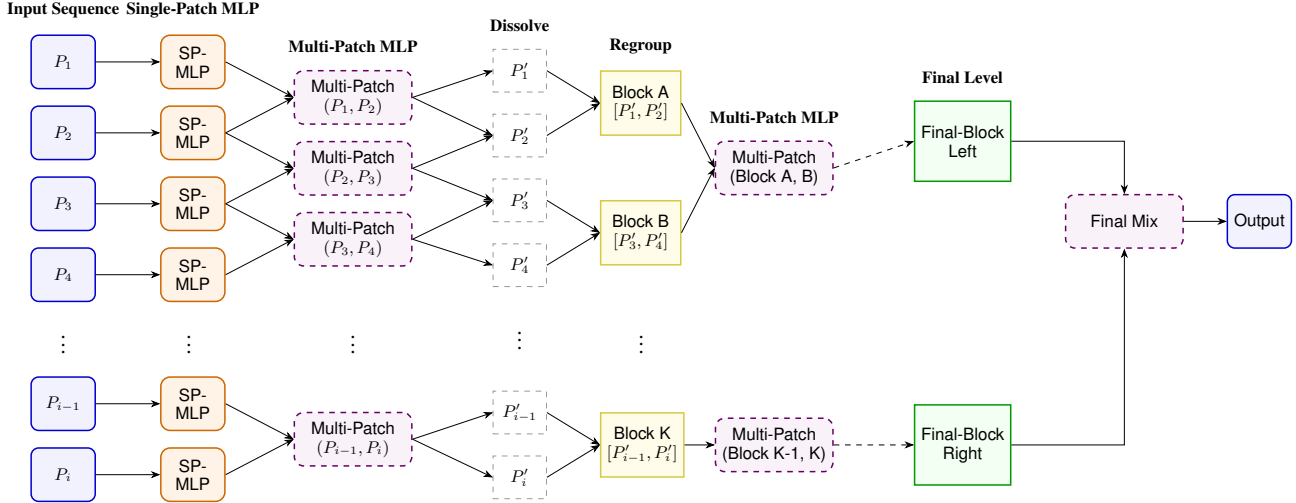 Input Sequence Single-Patch MLP
Dissolve
Regroup
Multi-Patch MLP
Final Level
Multi-Patch MLP
P₁
SP-
MLP
Multi-Patch
(P₁, P₂)
P′₁
Block A
[P′₁, P′₂]
P₂
SP-
MLP
P′₂
Final-Block
Left
Multi-Patch
(P₂, P₃)
Multi-Patch
(Block A, B)
P₃
SP-
MLP
P′₃
Multi-Patch
(P₃, P₄)
Block B
[P′₃, P′₄]
Final Mix
Output
P₄
SP-
MLP
P′₄
⋮ ⋮ ⋮ ⋮ ⋮
Pᵢ₋₁
SP-
MLP
P′ᵢ₋₁
Multi-Patch
(Pᵢ₋₁, Pᵢ)
Block K
[P′ᵢ₋₁, P′ᵢ]
Multi-Patch
(Block K-1, K)
Final-Block
Right
Pᵢ
SP-
MLP
P′ᵢ